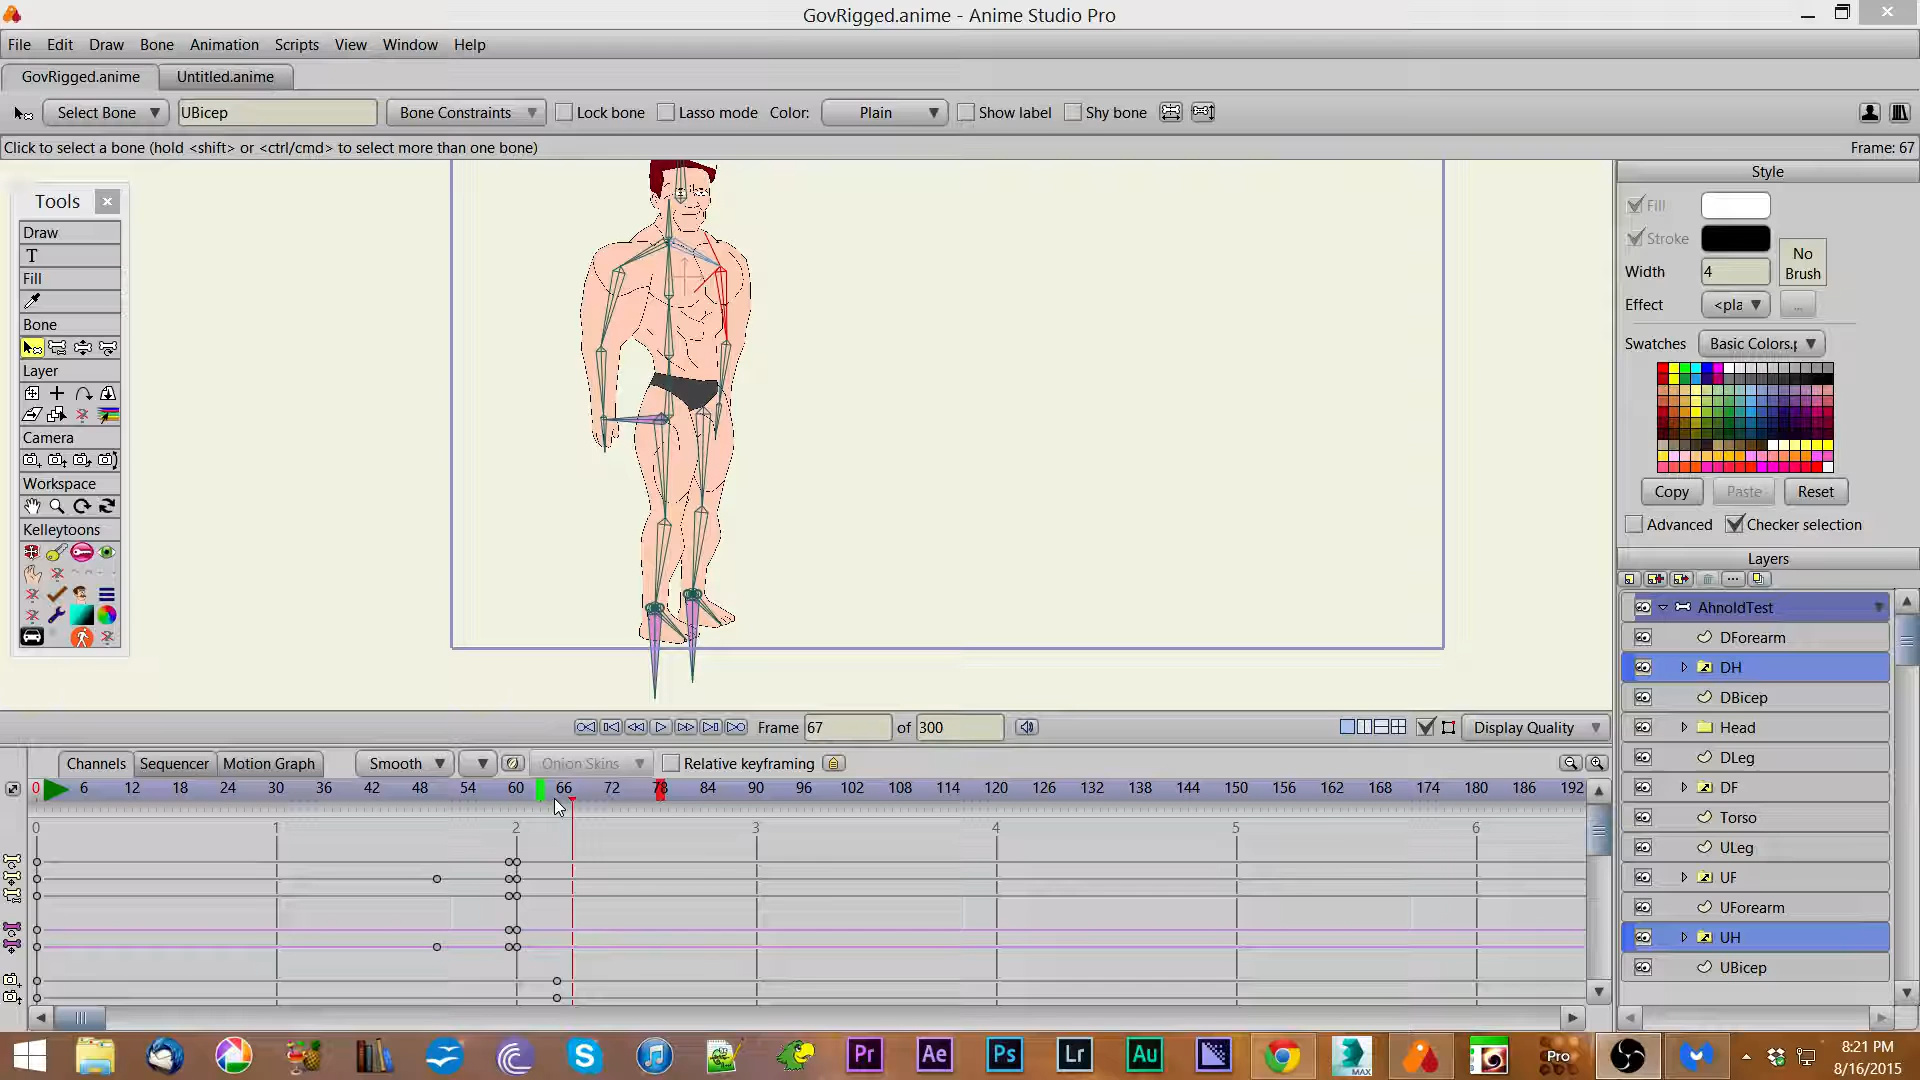 GovRigged.anime - Anime Studio Pro
File Edit Draw Bone Animation Scripts View Window Help
GovRigged.anime Untitled.anime
Select Bone UBicep Bone Constraints Lock bone Lasso mode Color: Plain Show label Shy bone
Click to select a bone (hold <shift> or <ctrl/cmd> to select more than one bone) Frame: 67
Tools
Draw
T
Fill
Bone
Layer
Camera
Workspace
Kelleytoons
Style
Fill
Stroke
No
Brush
Width 4
Effect <pla ...
Swatches Basic Colors.p
Copy Paste Reset
Advanced Checker selection
Layers
AhnoldTest
DForearm
DH
DBicep
Head
DLeg
DF
Torso
ULeg
UF
UForearm
UH
UBicep
Frame 67 of 300 Display Quality
Channels Sequencer Motion Graph Smooth Onion Skins Relative keyframing
0 6 12 18 24 30 36 42 48 54 60 66 72 78 84 90 96 102 108 114 120 126 132 138 144 150 156 162 168 174 180 186 192
0 1 2 3 4 5 6
Pr Ae Ps Lr Au MAX Pro
8:21 PM
8/16/2015